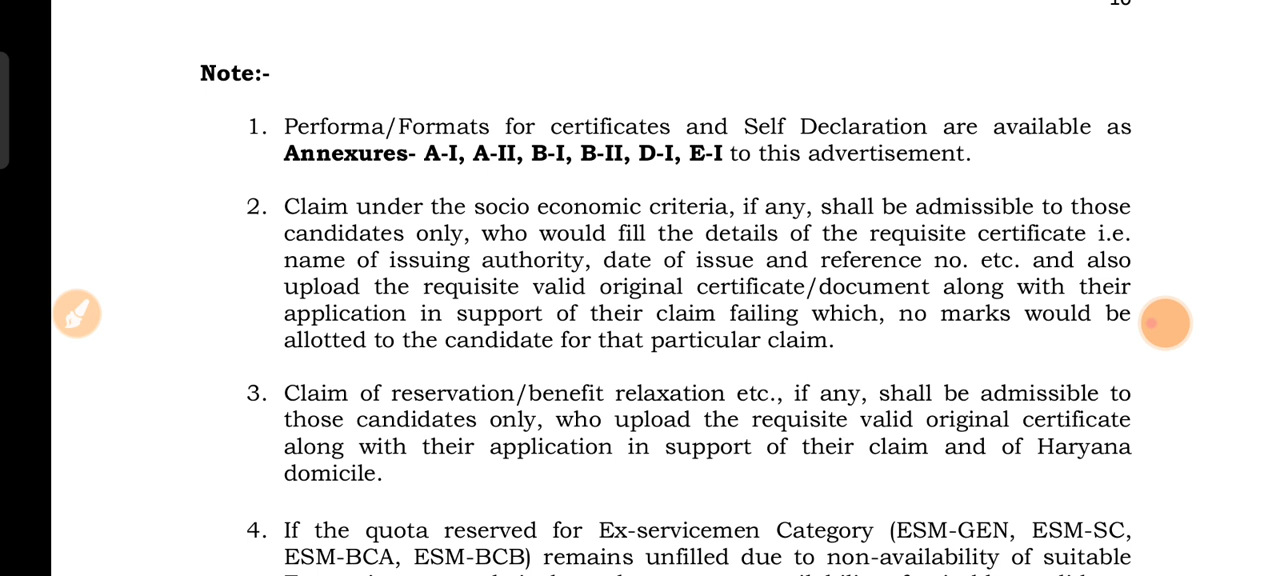 Note:-
1. Performa/Formats for certificates and Self Declaration are available as
Annexures- A-I, A-II, B-I, B-II, D-I, E-I to this advertisement.
2. Claim under the socio economic criteria, if any, shall be admissible to those
candidates only, who would fill the details of the requisite certificate i.e.
name of issuing authority, date of issue and reference no. etc. and also
upload the requisite valid original certificate/document along with their
application in support of their claim failing which, no marks would be
allotted to the candidate for that particular claim.
3. Claim of reservation/benefit relaxation etc., if any, shall be admissible to
those candidates only, who upload the requisite valid original certificate
along with their application in support of their claim and of Haryana
domicile.
4. If the quota reserved for Ex-servicemen Category (ESM-GEN, ESM-SC,
ESM-BCA, ESM-BCB) remains unfilled due to non-availability of suitable